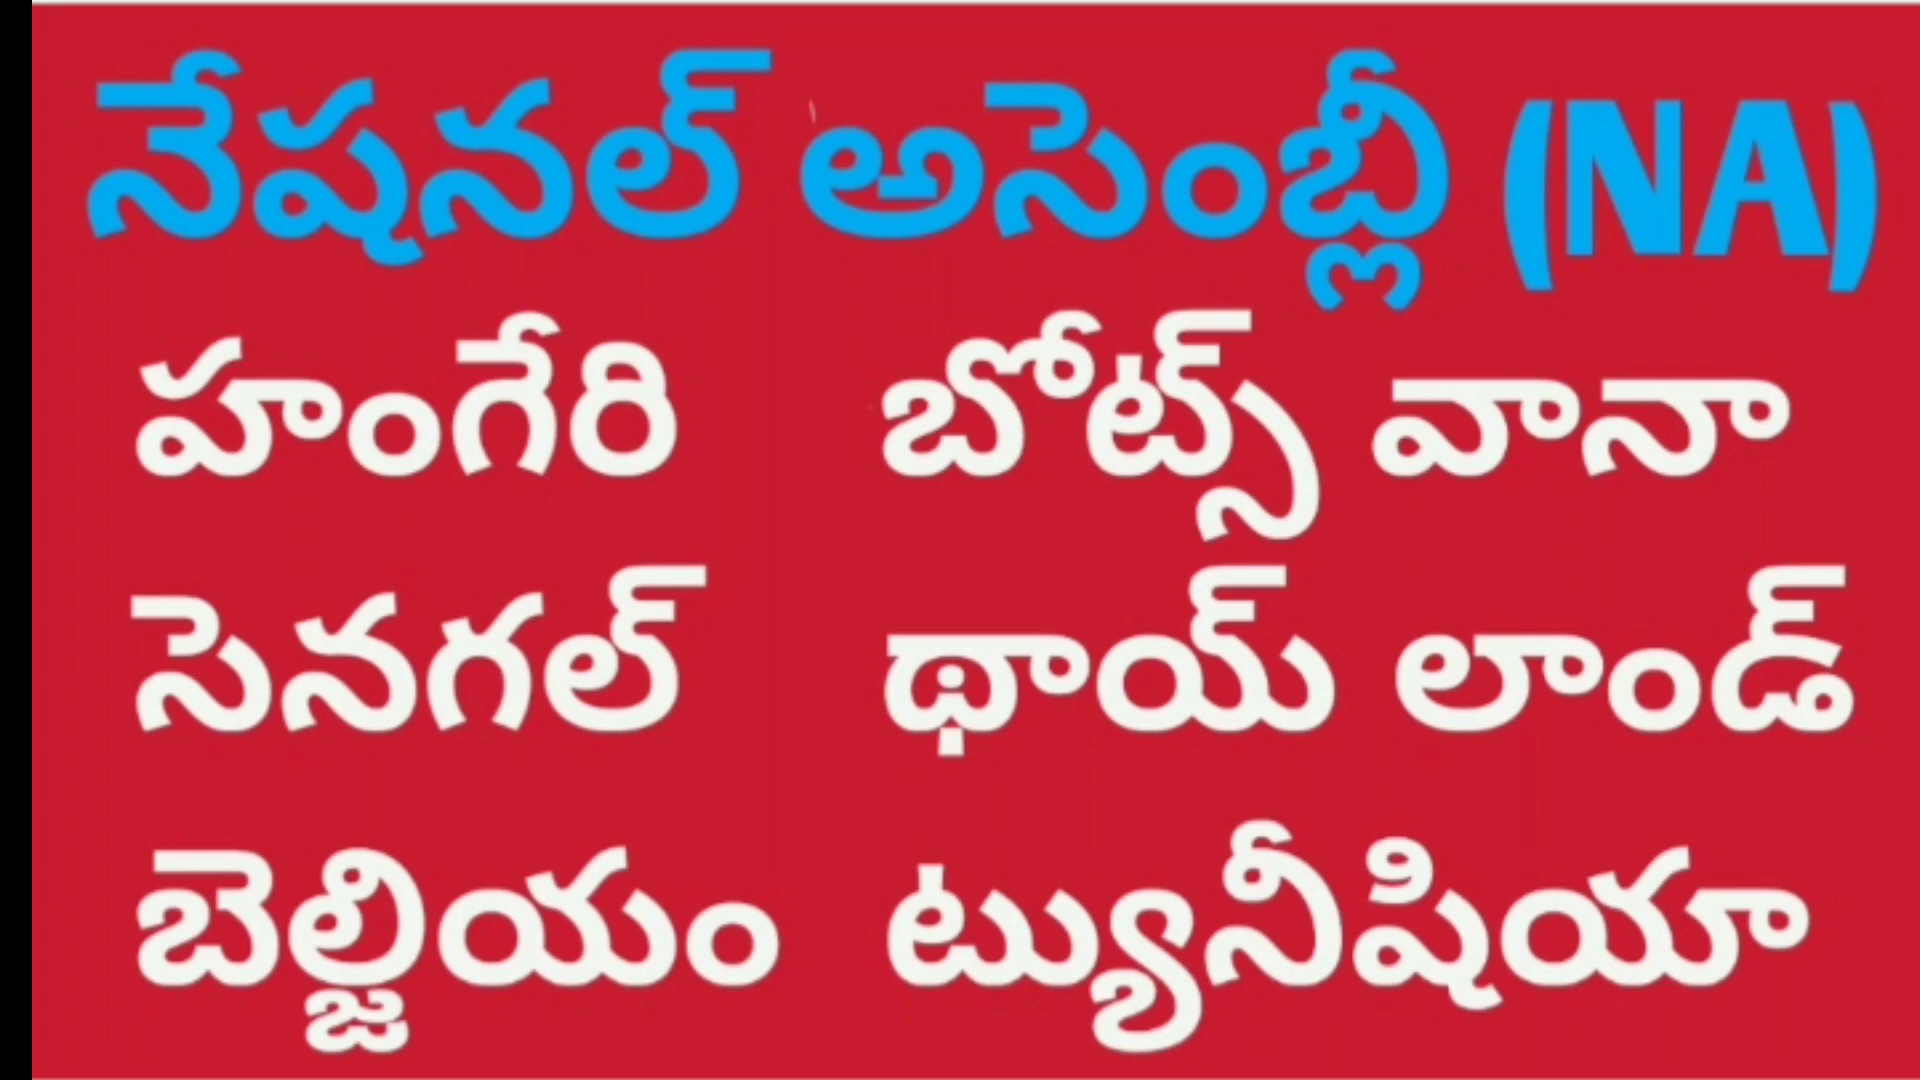 నేషనల్ అసెంబ్లీ (NA)
హంగేరి బోట్స్ వానా
సెనగల్ థాయ్ లాండ్
బెల్జియం ట్యునీషియా